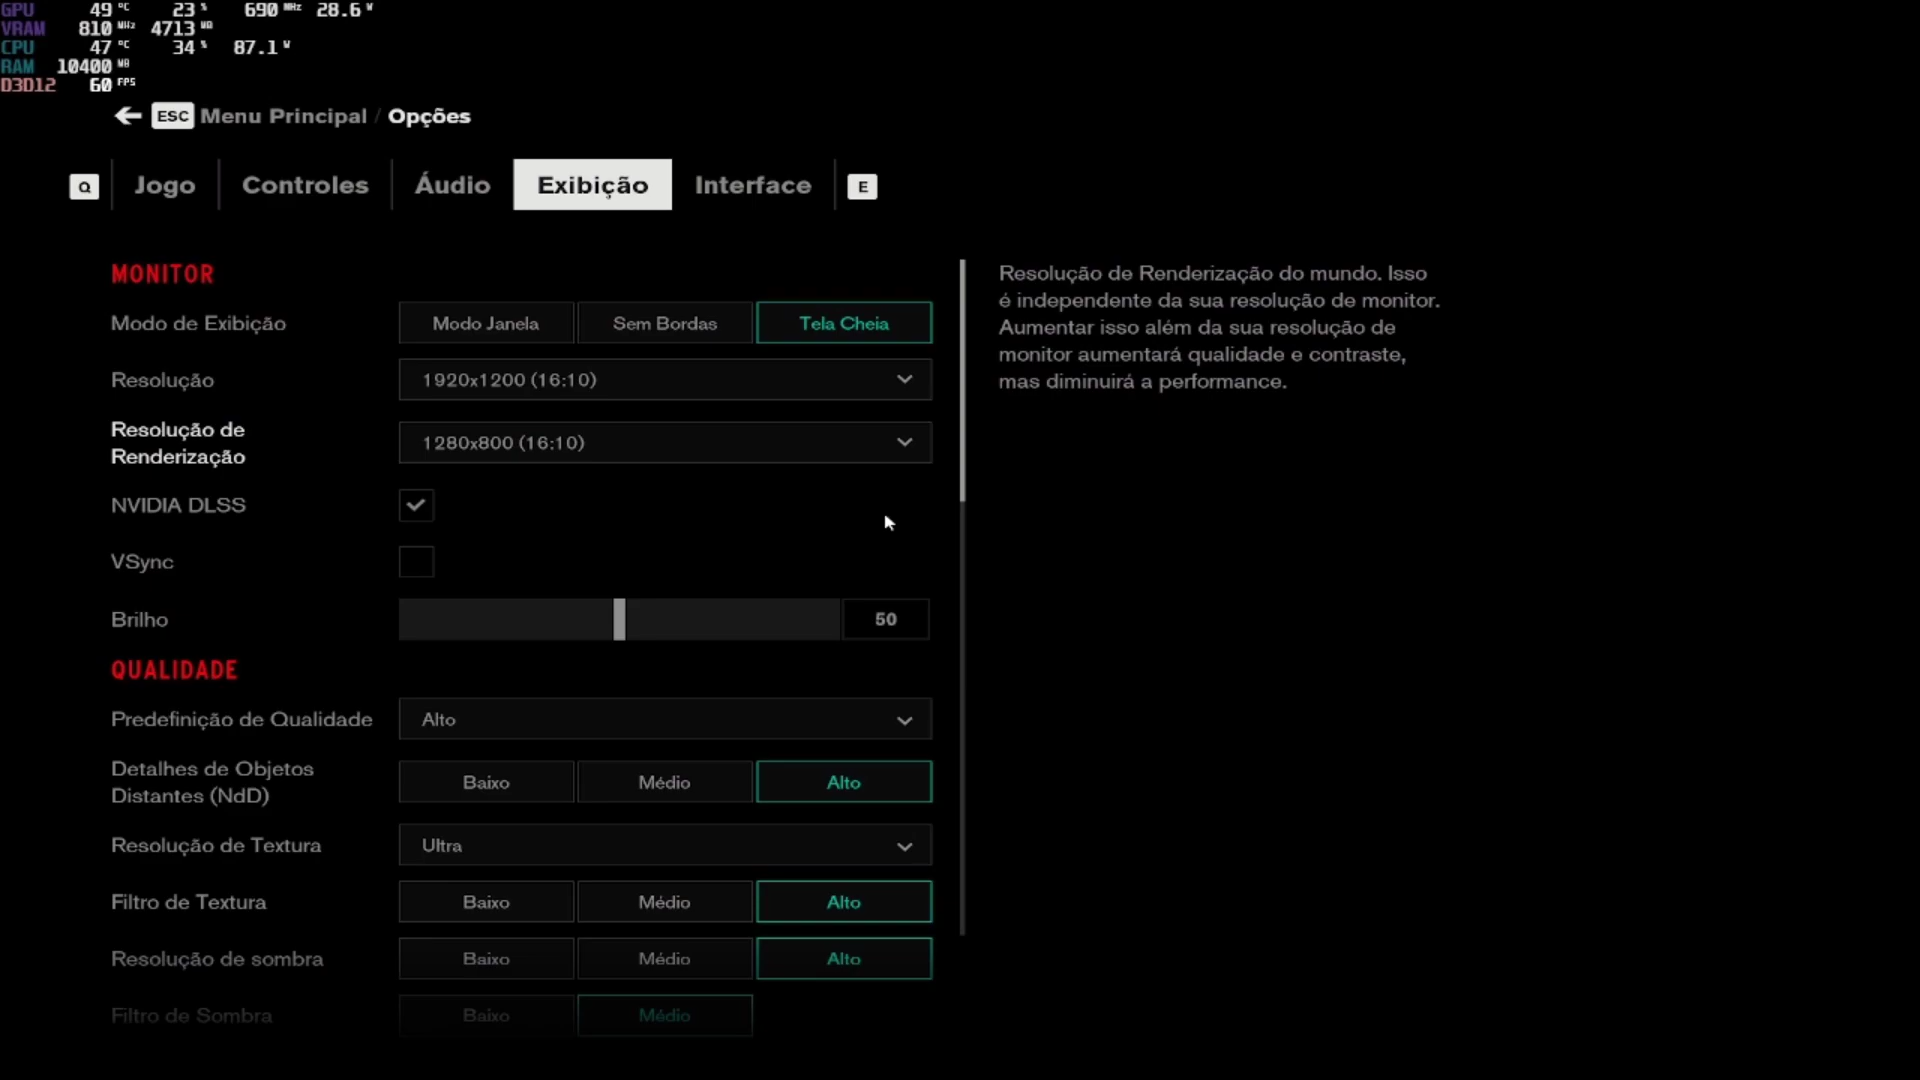 GPU 49 °C 23 % 690 MHz 28.6 W
VRAM 810 MHz 4713 MB
CPU 47 °C 34 % 87.1 W
RAM 10400 MB
D3D12 60 FPS
ESC Menu Principal / Opções
Q Jogo Controles Áudio Exibição Interface E
MONITOR
Modo de Exibição Modo Janela Sem Bordas Tela Cheia
Resolução 1920x1200 (16:10)
Resolução de
Renderização 1280x800 (16:10)
NVIDIA DLSS
VSync
Brilho 50
QUALIDADE
Predefinição de Qualidade Alto
Detalhes de Objetos
Distantes (NdD) Baixo Médio Alto
Resolução de Textura Ultra
Filtro de Textura Baixo Médio Alto
Resolução de sombra Baixo Médio Alto
Filtro de Sombra Baixo Médio
Resolução de Renderização do mundo. Isso
é independente da sua resolução de monitor.
Aumentar isso além da sua resolução de
monitor aumentará qualidade e contraste,
mas diminuirá a performance.